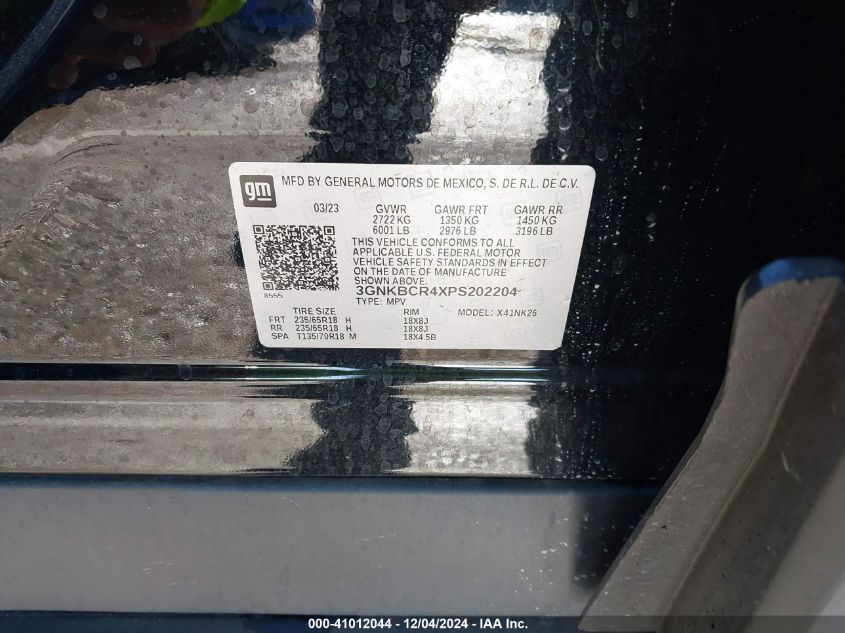 gm MFD BY GENERAL MOTORS DE MEXICO, S. DE R.L. DE C.V.
03/23 GVWR GAWR FRT GAWR RR
2722 KG 1350 KG 1450 KG
6001 LB 2976 LB 3196 LB
THIS VEHICLE CONFORMS TO ALL
APPLICABLE U.S. FEDERAL MOTOR
VEHICLE SAFETY STANDARDS IN EFFECT
ON THE DATE OF MANUFACTURE
SHOWN ABOVE.
8555 3GNKBCR4XPS202204
TYPE: MPV MODEL: X41NK26
TIRE SIZE RIM
FRT 235/65R18 H 18X8J
RR 235/65R18 H 18X8J
SPA T135/70R18 M 18X4.5B
000-41012044 - 12/04/2024 - IAA Inc.